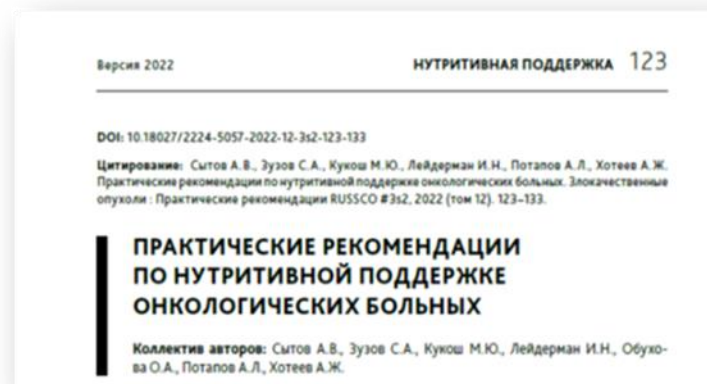 Версия 2022
НУТРИТИВНАЯ ПОДДЕРЖКА 123
DOI: 10.18027/2224-5057-2022-12-3s2-123-133
Цитирование: Сытов А.В., Зузов С.А., Кукош М.Ю., Лейдерман И.Н., Потапов А.Л., Хотеев А.Ж.
Практические рекомендации по нутритивной поддержке онкологических больных. Злокачественные
опухоли : Практические рекомендации RUSSCO #3s2, 2022 (том 12). 123–133.
ПРАКТИЧЕСКИЕ РЕКОМЕНДАЦИИ
ПО НУТРИТИВНОЙ ПОДДЕРЖКЕ
ОНКОЛОГИЧЕСКИХ БОЛЬНЫХ
Коллектив авторов: Сытов А.В., Зузов С.А., Кукош М.Ю., Лейдерман И.Н., Обухо-
ва О.А., Потапов А.Л., Хотеев А.Ж.